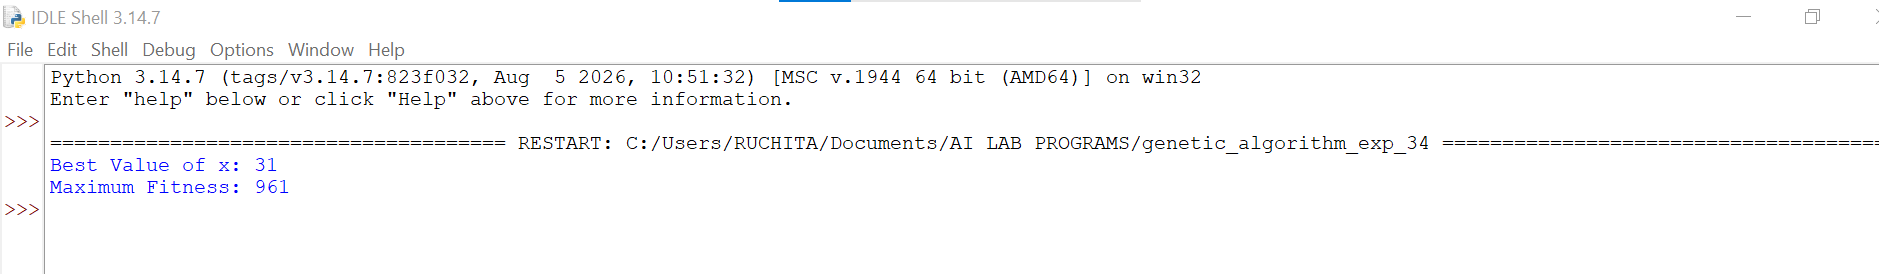 IDLE Shell 3.14.7
File Edit Shell Debug Options Window Help
Python 3.14.7 (tags/v3.14.7:823f032, Aug  5 2026, 10:51:32) [MSC v.1944 64 bit (AMD64)] on win32
Enter "help" below or click "Help" above for more information.
>>>
====================================== RESTART: C:/Users/RUCHITA/Documents/AI LAB PROGRAMS/genetic_algorithm_exp_34 =====================================
Best Value of x: 31
Maximum Fitness: 961
>>>